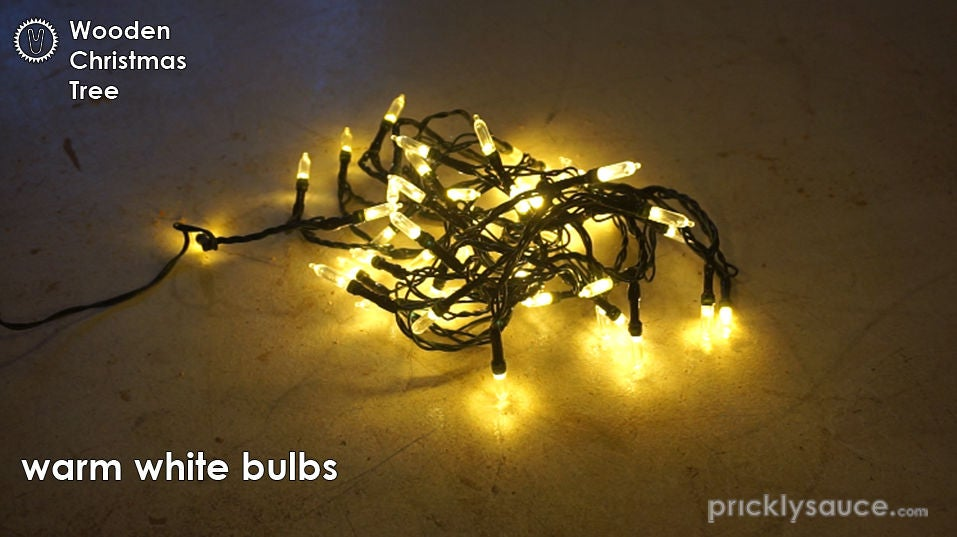 Wooden
Christmas
Tree
warm white bulbs
pricklysauce.com